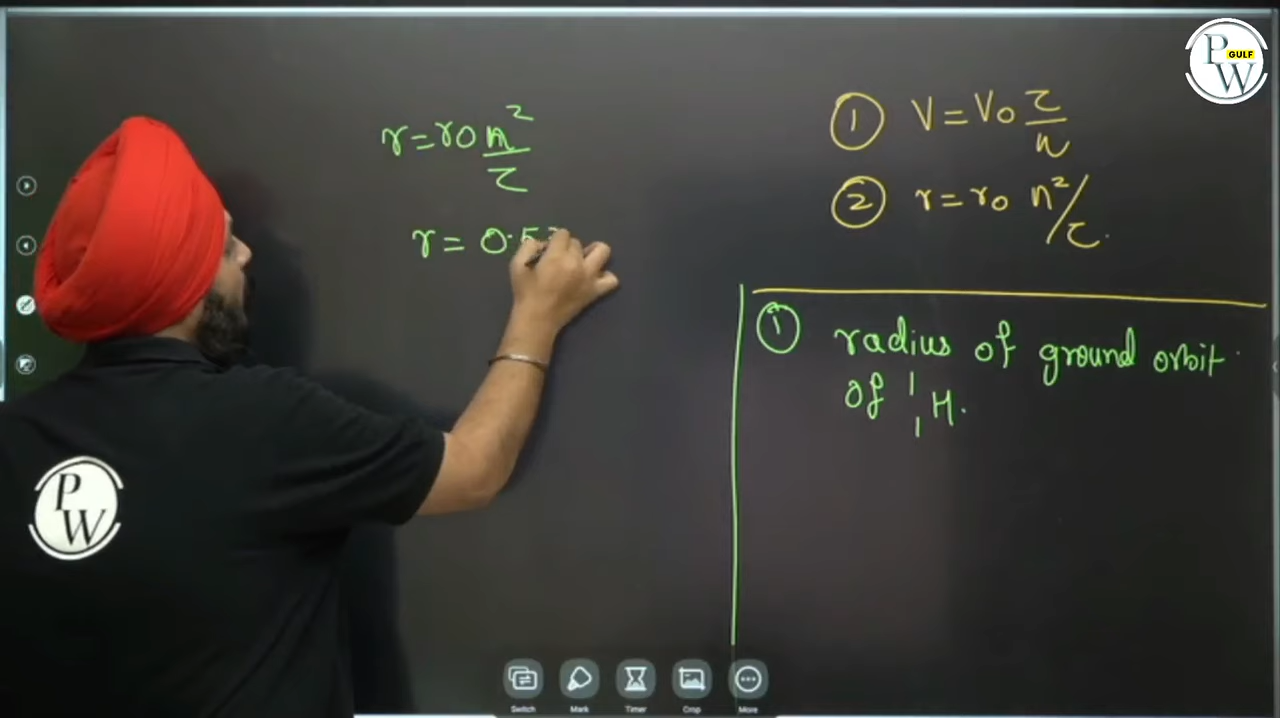 PW GULF
r = r0 n²/z
r = 0.5
① V = V0 z/n
② r = r0 n²/z.
① radius of ground orbit
of ¹₁H.
PW
Switch Mark Timer Crop More